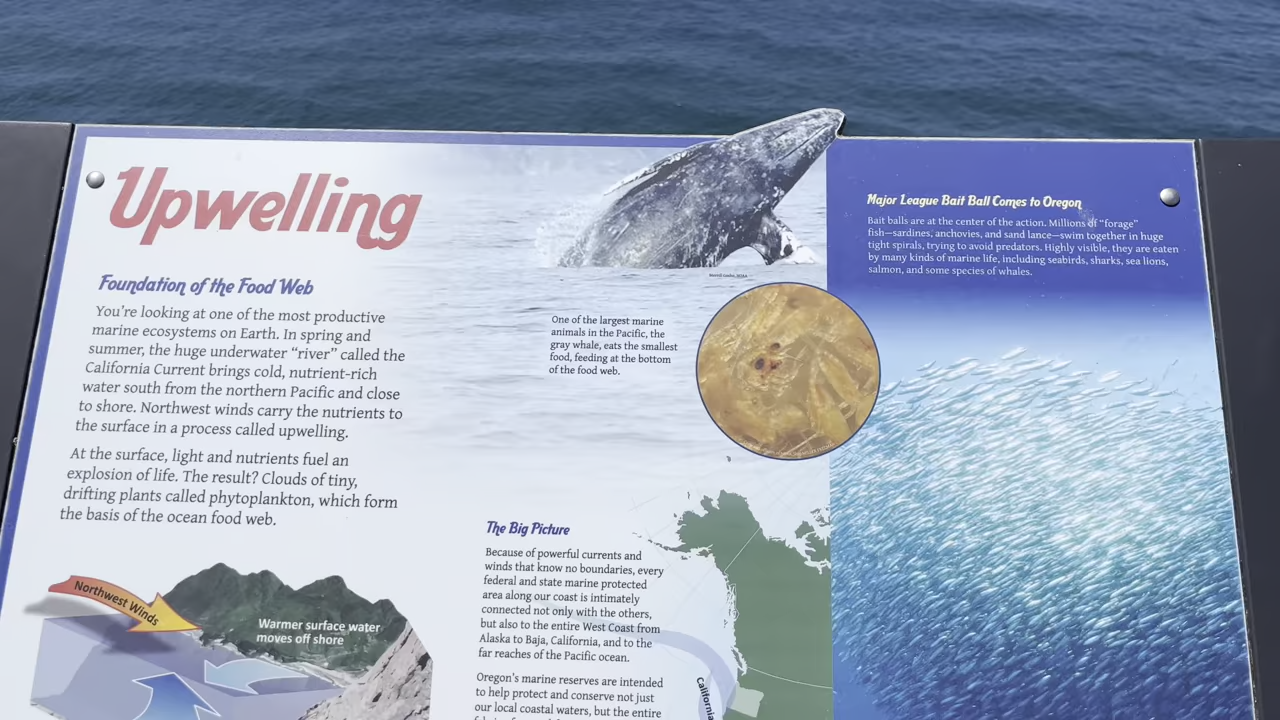 Upwelling
Foundation of the Food Web
You're looking at one of the most productive
marine ecosystems on Earth. In spring and
summer, the huge underwater “river” called the
California Current brings cold, nutrient-rich
water south from the northern Pacific and close
to shore. Northwest winds carry the nutrients to
the surface in a process called upwelling.
At the surface, light and nutrients fuel an
explosion of life. The result? Clouds of tiny,
drifting plants called phytoplankton, which form
the basis of the ocean food web.
Northwest Winds
Warmer surface water
moves off shore
One of the largest marine
animals in the Pacific, the
gray whale, eats the smallest
food, feeding at the bottom
of the food web.
The Big Picture
Because of powerful currents and
winds that know no boundaries, every
federal and state marine protected
area along our coast is intimately
connected not only with the others,
but also to the entire West Coast from
Alaska to Baja, California, and to the
far reaches of the Pacific ocean.
Oregon's marine reserves are intended
to help protect and conserve not just
our local coastal waters, but the entire
California
Major League Bait Ball Comes to Oregon
Bait balls are at the center of the action. Millions of “forage”
fish—sardines, anchovies, and sand lance—swim together in huge
tight spirals, trying to avoid predators. Highly visible, they are eaten
by many kinds of marine life, including seabirds, sharks, sea lions,
salmon, and some species of whales.